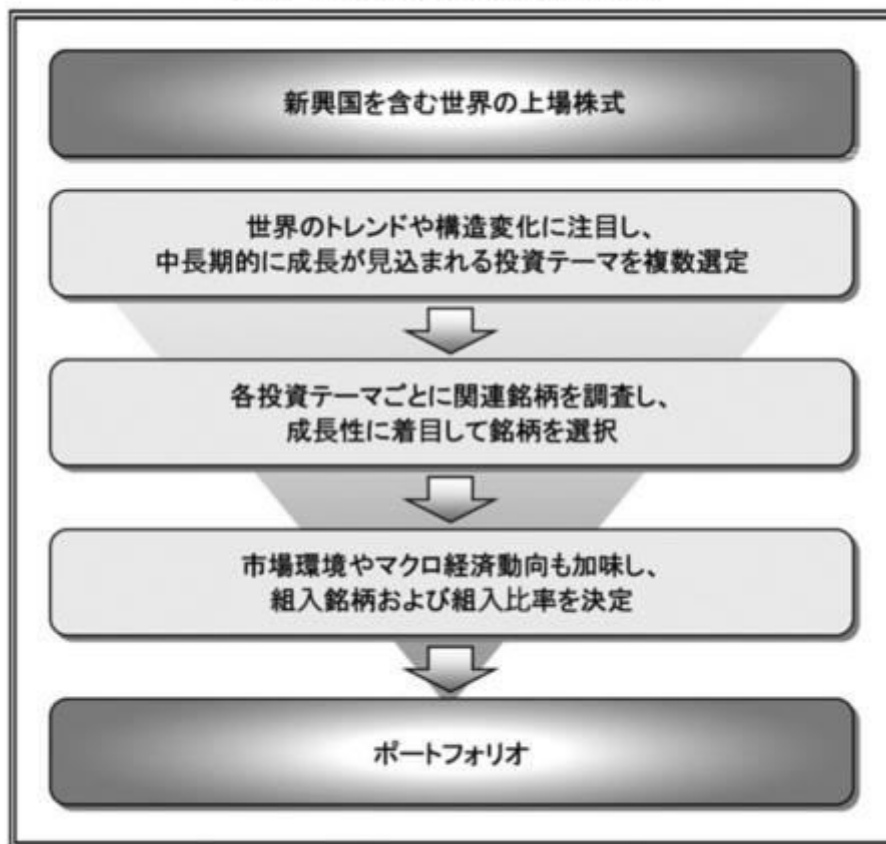 新興国を含む世界の上場株式
世界のトレンドや構造変化に注目し、
中長期的に成長が見込まれる投資テーマを複数選定
各投資テーマごとに関連銘柄を調査し、
成長性に着目して銘柄を選択
市場環境やマクロ経済動向も加味し、
組入銘柄および組入比率を決定
ポートフォリオ